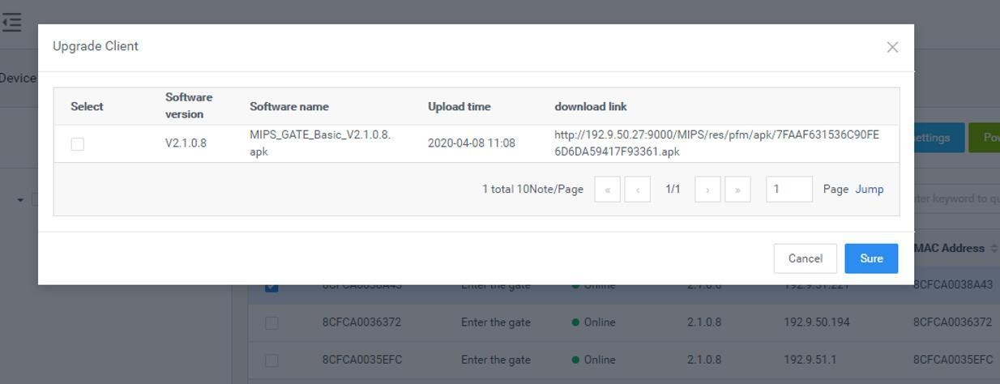 Upgrade Client
Device
Select
Software
version
Software name
Upload time
download link
V2.1.0.8
MIPS_GATE_Basic_V2.1.0.8.
apk
2020-04-08 11:08
http://192.9.50.27:9000/MIPS/res/pfm/apk/7FAAF631536C90FE
6D6DA59417F93361.apk
ettings
Pov
1 total 10Note/Page
«
‹
1/1
›
»
1
Page
Jump
ter keyword to qu
MAC Address
Cancel
Sure
8CFCA0038A43 Enter the gate Online 2.1.0.8 192.9.51.221 8CFCA0038A43
8CFCA0036372 Enter the gate Online 2.1.0.8 192.9.50.194 8CFCA0036372
8CFCA0035EFC Enter the gate Online 2.1.0.8 192.9.51.1 8CFCA0035EFC